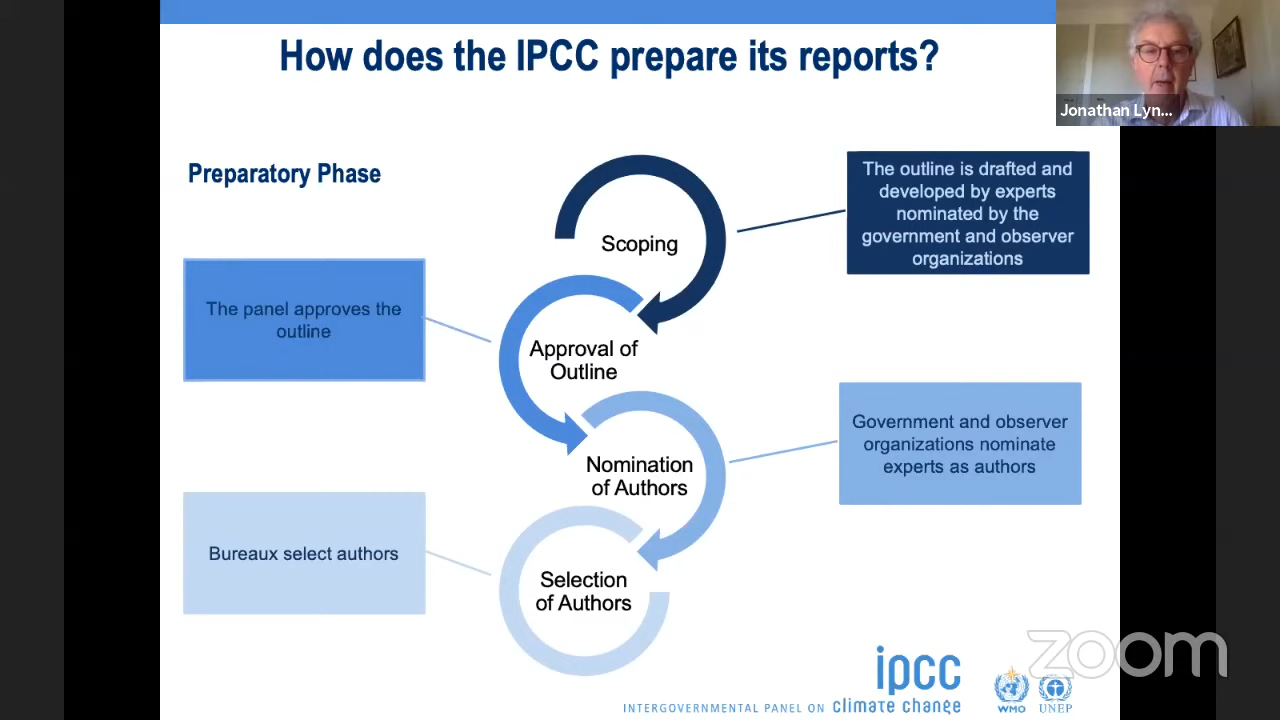 How does the IPCC prepare its reports?
Jonathan Lyn...
Preparatory Phase
The outline is drafted and
developed by experts
nominated by the
government and observer
organizations
Scoping
The panel approves the
outline
Approval of
Outline
Government and observer
organizations nominate
experts as authors
Nomination
of Authors
Bureaux select authors
Selection
of Authors
zoom
ipcc
INTERGOVERNMENTAL PANEL ON climate change
WMO
UNEP